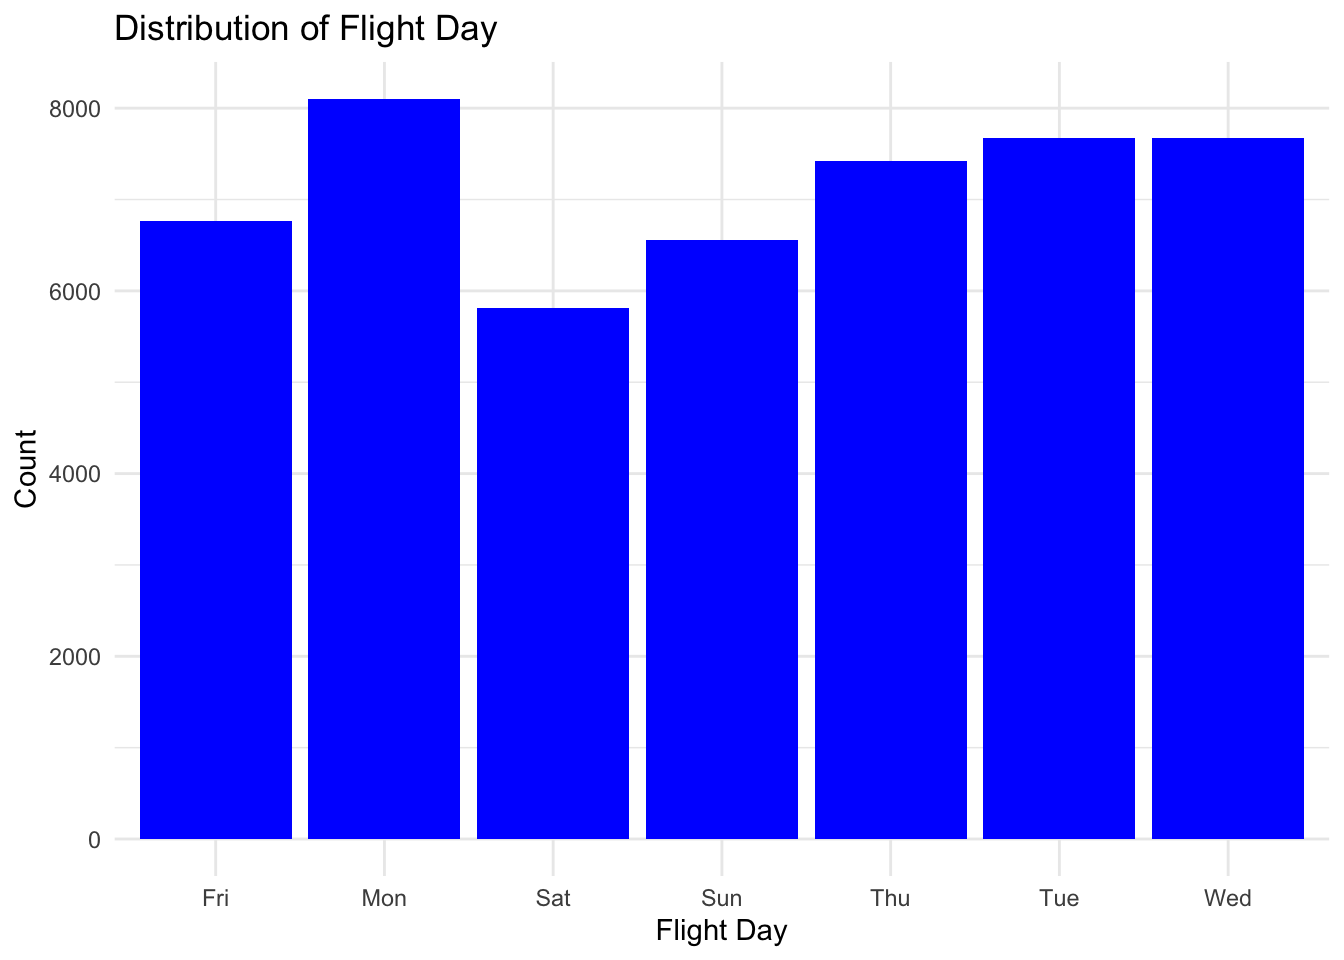 Distribution of Flight Day
8000
6000
4000
2000
0
Count
Fri Mon Sat Sun Thu Tue Wed
Flight Day